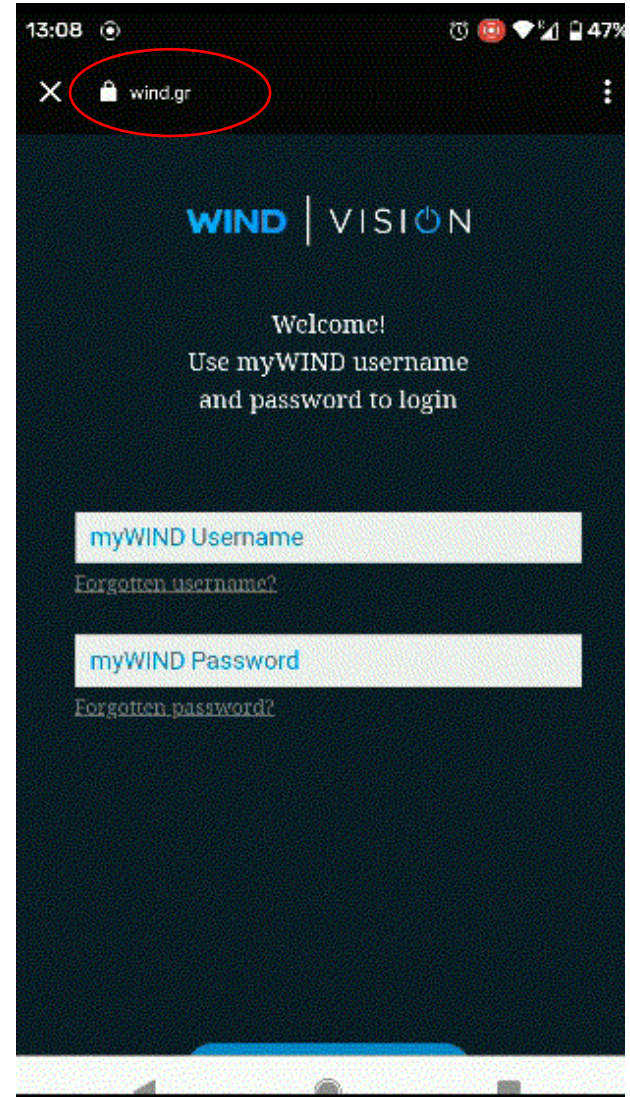 13:08 R 47%
wind.gr
WIND | VISION
Welcome!
Use myWIND username
and password to login
myWIND Username
Forgotten username?
myWIND Password
Forgotten password?